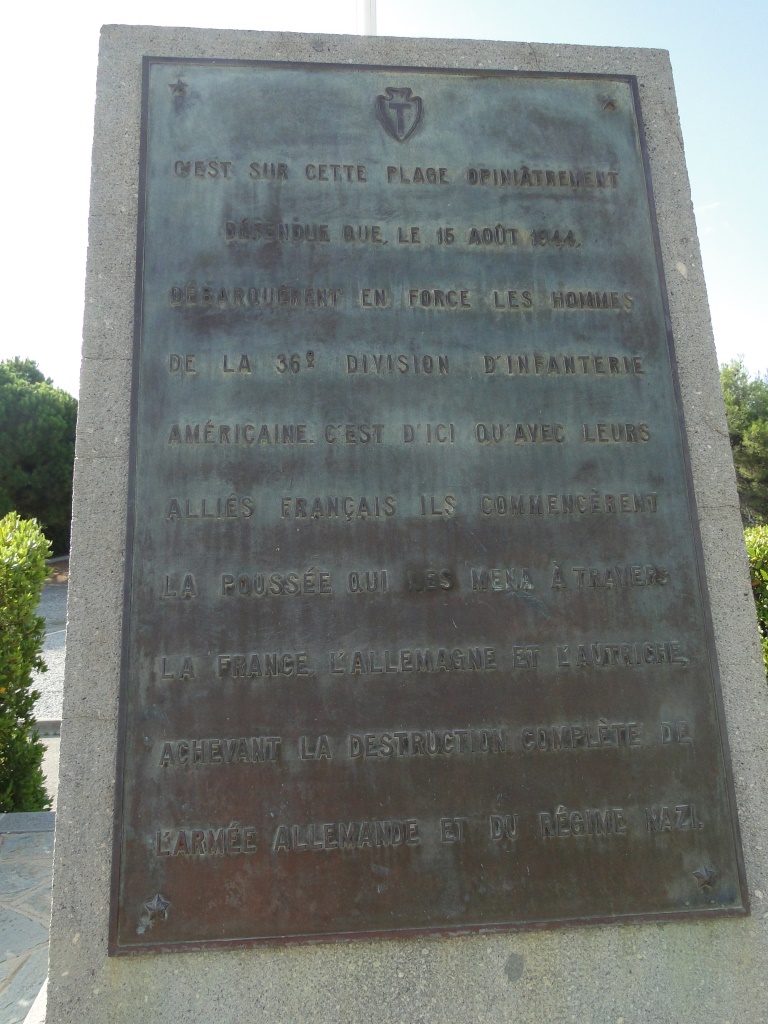 T
C'EST SUR CETTE PLAGE OPINIÂTREMENT
DÉFENDUE QUE, LE 15 AOÛT 1944,
DÉBARQUÈRENT EN FORCE LES HOMMES
DE LA 36º DIVISION D'INFANTERIE
AMÉRICAINE. C'EST D'ICI QU'AVEC LEURS
ALLIÉS FRANÇAIS ILS COMMENCÈRENT
LA POUSSÉE QUI LES MENA À TRAVERS
LA FRANCE, L'ALLEMAGNE ET L'AUTRICHE,
ACHEVANT LA DESTRUCTION COMPLÈTE DE
L'ARMÉE ALLEMANDE ET DU RÉGIME NAZI.